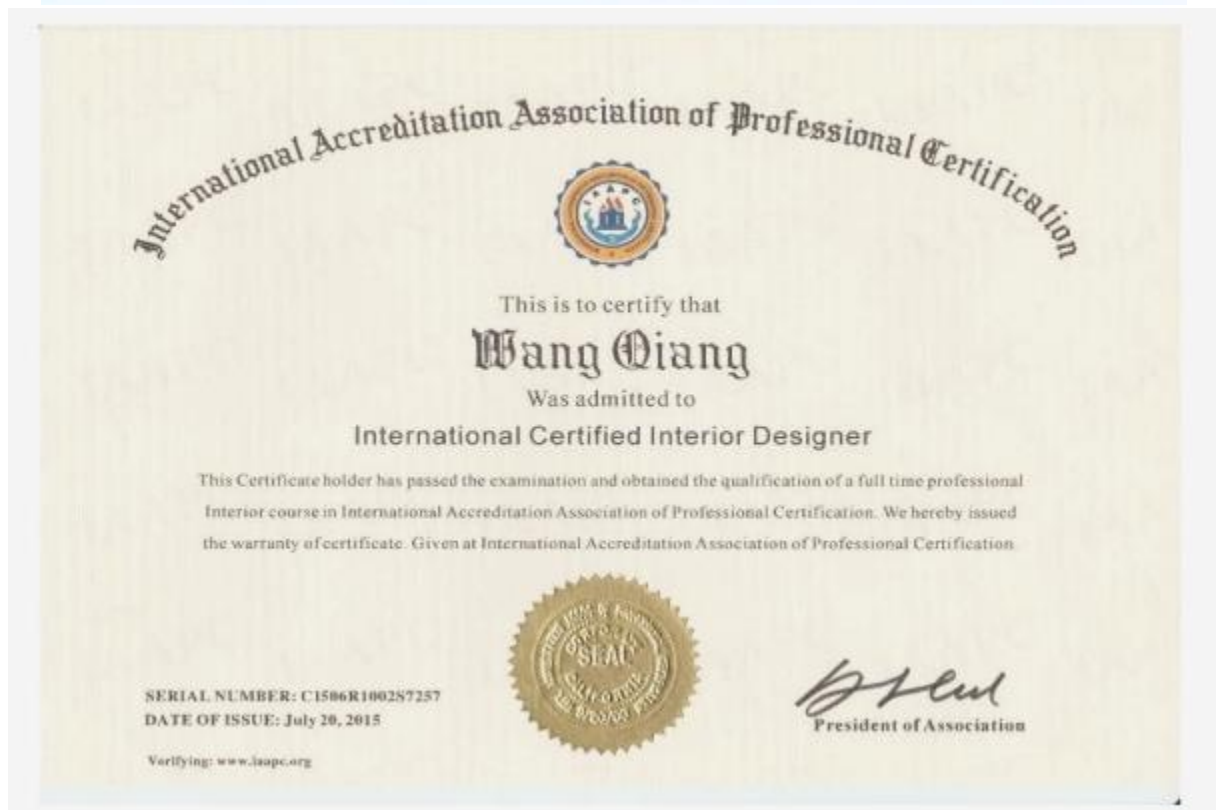 International Accreditation Association of Professional Certification
IAAPC
This is to certify that
Wang Qiang
Was admitted to
International Certified Interior Designer
This Certificate holder has passed the examination and obtained the qualification of a full time professional
Interior course in International Accreditation Association of Professional Certification. We hereby issued
the warranty of certificate. Given at International Accreditation Association of Professional Certification.
SEAL
SERIAL NUMBER: C1506R1002S7257
DATE OF ISSUE: July 20, 2015
President of Association
Verifying: www.iaapc.org